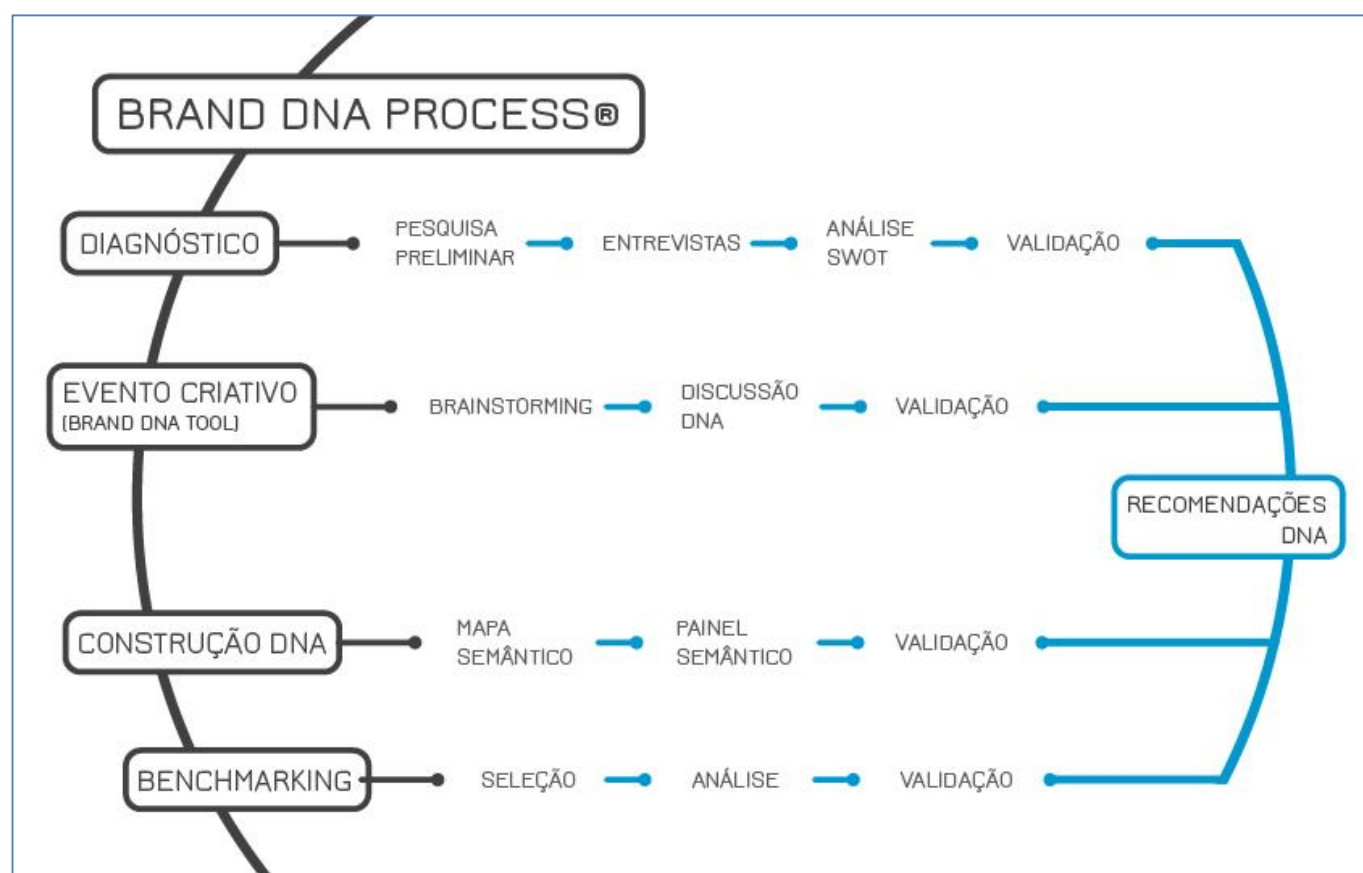 BRAND DNA PROCESS®
DIAGNÓSTICO
PESQUISA
PRELIMINAR
ENTREVISTAS
ANÁLISE
SWOT
VALIDAÇÃO
EVENTO CRIATIVO
(BRAND DNA TOOL)
BRAINSTORMING
DISCUSSÃO
DNA
VALIDAÇÃO
RECOMENDAÇÕES
DNA
CONSTRUÇÃO DNA
MAPA
SEMÂNTICO
PAINEL
SEMÂNTICO
VALIDAÇÃO
BENCHMARKING
SELEÇÃO
ANÁLISE
VALIDAÇÃO